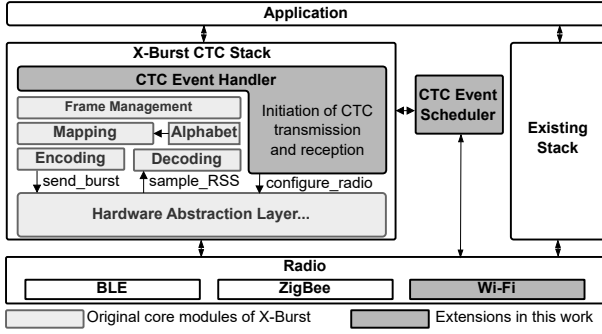 Application
X-Burst CTC Stack
CTC Event Handler
Frame Management
Mapping
Alphabet
Encoding
Decoding
Initiation of CTC
transmission
and reception
send_burst
sample_RSS
configure_radio
Hardware Abstraction Layer...
CTC Event
Scheduler
Existing
Stack
Radio
BLE
ZigBee
Wi-Fi
Original core modules of X-Burst
Extensions in this work